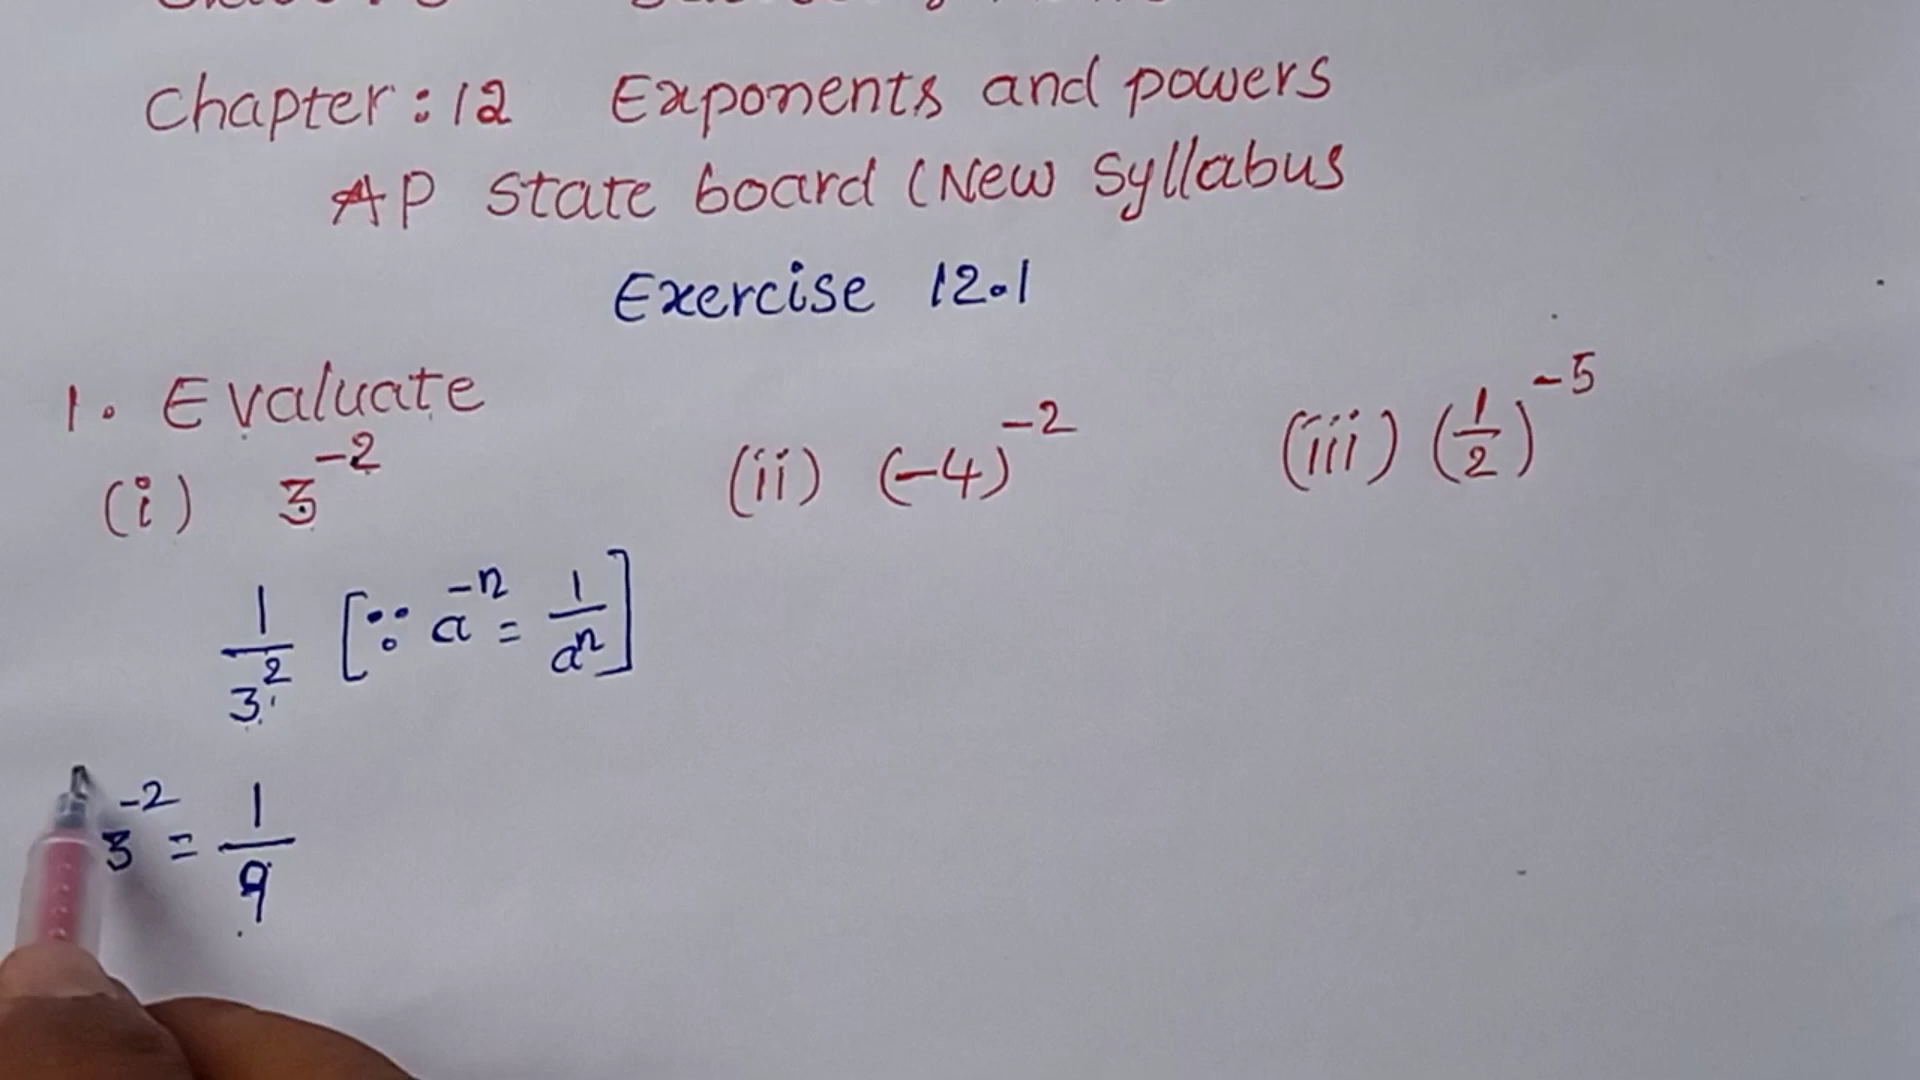 Chapter : 12 Exponents and powers
AP State board (New Syllabus
Exercise 12.1
1. Evaluate
(i) 3^-2 (ii) (-4)^-2 (iii) (1/2)^-5
1/3^2 [∵ a^-n = 1/a^n]
3^-2 = 1/9